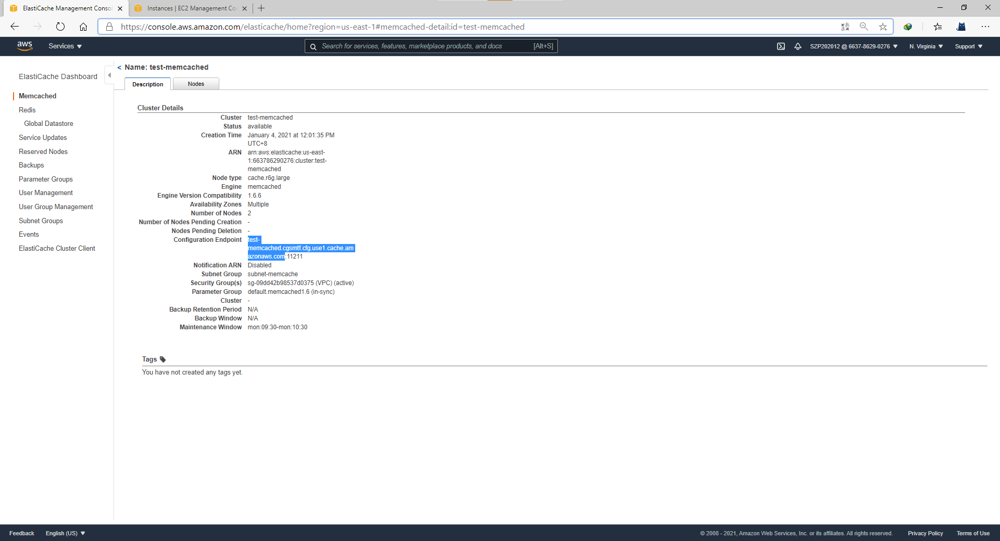 ElastiCache Management Conso
Instances | EC2 Management Co
https://console.aws.amazon.com/elasticache/home?region=us-east-1#memcached-detail:id=test-memcached
aws
Services
Search for services, features, marketplace products, and docs
[Alt+S]
SZP202012 @ 6637-8629-0276
N. Virginia
Support
ElastiCache Dashboard
Memcached
Redis
Global Datastore
Service Updates
Reserved Nodes
Backups
Parameter Groups
User Management
User Group Management
Subnet Groups
Events
ElastiCache Cluster Client
< Name: test-memcached
Description
Nodes
Cluster Details
Cluster test-memcached
Status available
Creation Time January 4, 2021 at 12:01:35 PM
UTC+8
ARN arn:aws:elasticache:us-east-
1:663786290276:cluster:test-
memcached
Node type cache.r6g.large
Engine memcached
Engine Version Compatibility 1.6.6
Availability Zones Multiple
Number of Nodes 2
Number of Nodes Pending Creation -
Nodes Pending Deletion -
Configuration Endpoint test-
memcached.cgsmtf.cfg.use1.cache.am
azonaws.com:11211
Notification ARN Disabled
Subnet Group subnet-memcache
Security Group(s) sg-09dd42b98537d0375 (VPC) (active)
Parameter Group default.memcached1.6 (in-sync)
Cluster -
Backup Retention Period N/A
Backup Window N/A
Maintenance Window mon:09:30-mon:10:30
Tags
You have not created any tags yet.
Feedback
English (US)
© 2008 - 2021, Amazon Web Services, Inc. or its affiliates. All rights reserved.
Privacy Policy
Terms of Use